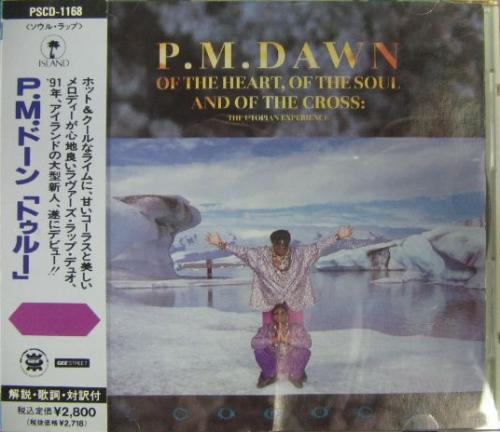 PSCD-1168
〈ソウル・ラップ〉
ISLAND
ホット&クールなライムに、甘いコーラスと美しい
メロディーが心地良いラヴァーズ・ラップ・デュオ、
'91年、アイランドの大型新人、遂にデビュー!!
P.M.ドーン「トゥルー」
GEE STREET
解説・歌詞・対訳付
税込定価¥2,800
(税抜価格¥2,718)
P.M.DAWN
OF THE HEART, OF THE SOUL
AND OF THE CROSS:
THE UTOPIAN EXPERIENCE